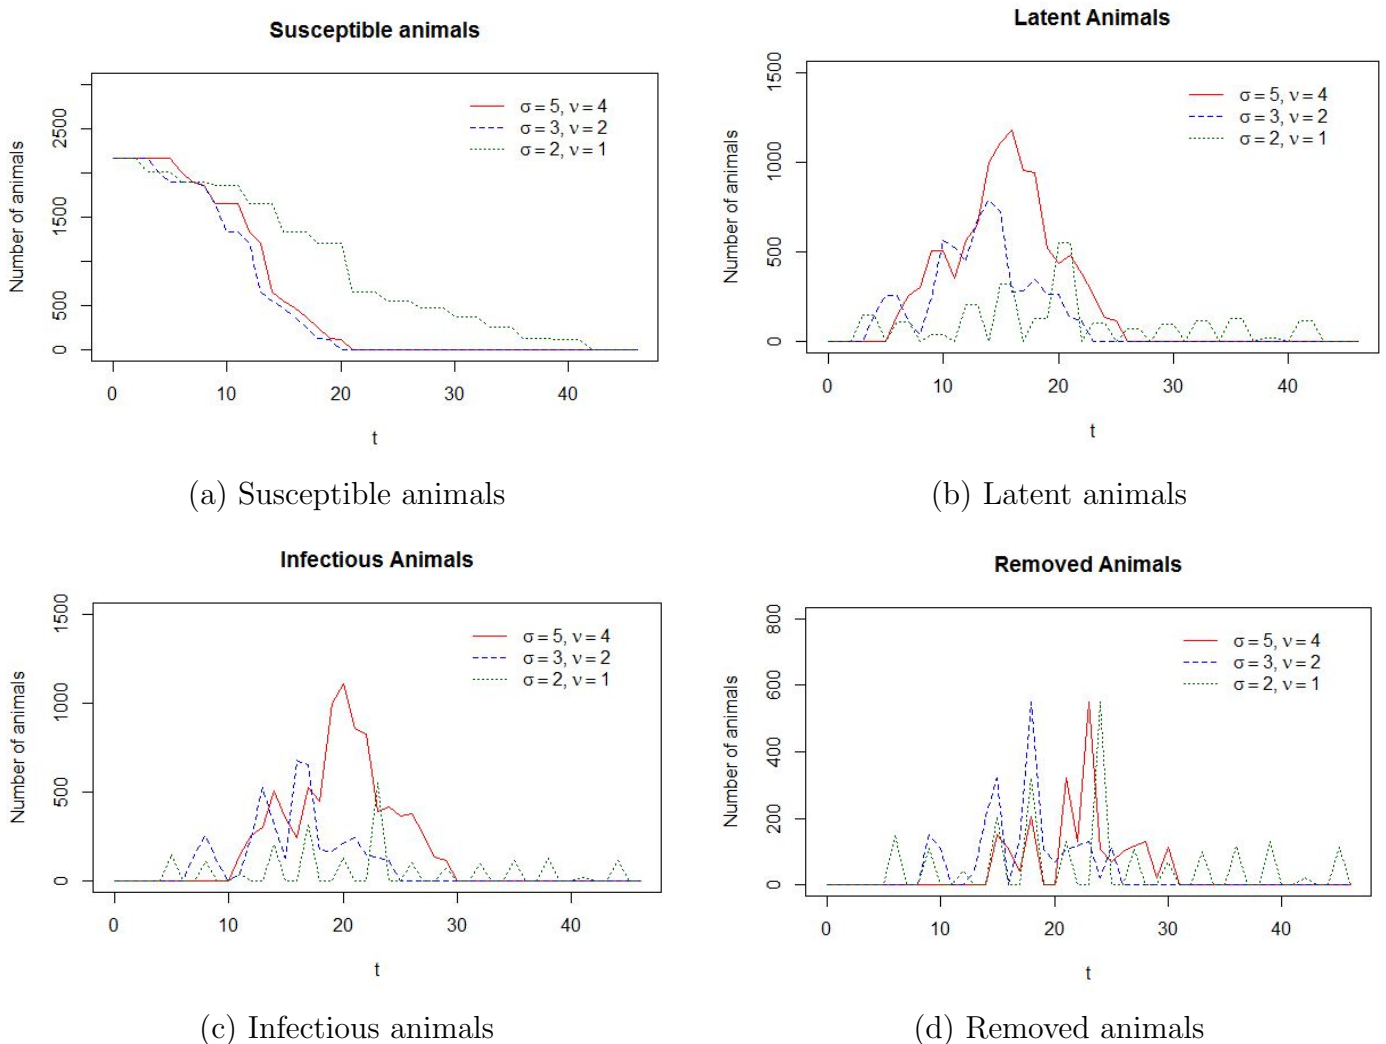 Susceptible animals
Number of animals
0
500
1500
2500
σ = 5, ν = 4
σ = 3, ν = 2
σ = 2, ν = 1
0 10 20 30 40
t
(a) Susceptible animals
Latent Animals
Number of animals
0
500
1000
1500
σ = 5, ν = 4
σ = 3, ν = 2
σ = 2, ν = 1
0 10 20 30 40
t
(b) Latent animals
Infectious Animals
Number of animals
0
500
1000
1500
σ = 5, ν = 4
σ = 3, ν = 2
σ = 2, ν = 1
0 10 20 30 40
t
(c) Infectious animals
Removed Animals
Number of animals
0
200
400
600
800
σ = 5, ν = 4
σ = 3, ν = 2
σ = 2, ν = 1
0 10 20 30 40
t
(d) Removed animals